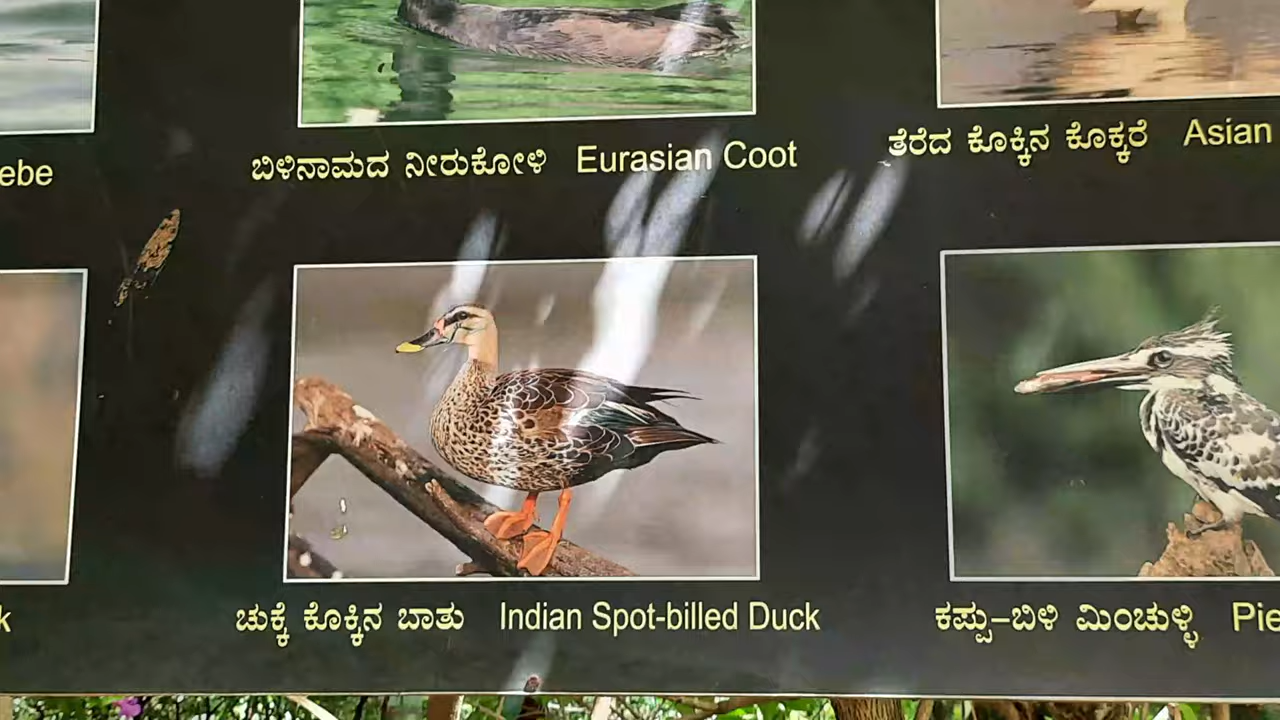 ebe
ಬಿಳಿನಾಮದ ನೀರುಕೋಳಿ Eurasian Coot
ತೆರೆದ ಕೊಕ್ಕಿನ ಕೊಕ್ಕರೆ Asian
k
ಚುಕ್ಕೆ ಕೊಕ್ಕಿನ ಬಾತು Indian Spot-billed Duck
ಕಪ್ಪು-ಬಿಳಿ ಮಿಂಚುಳ್ಳಿ Pie